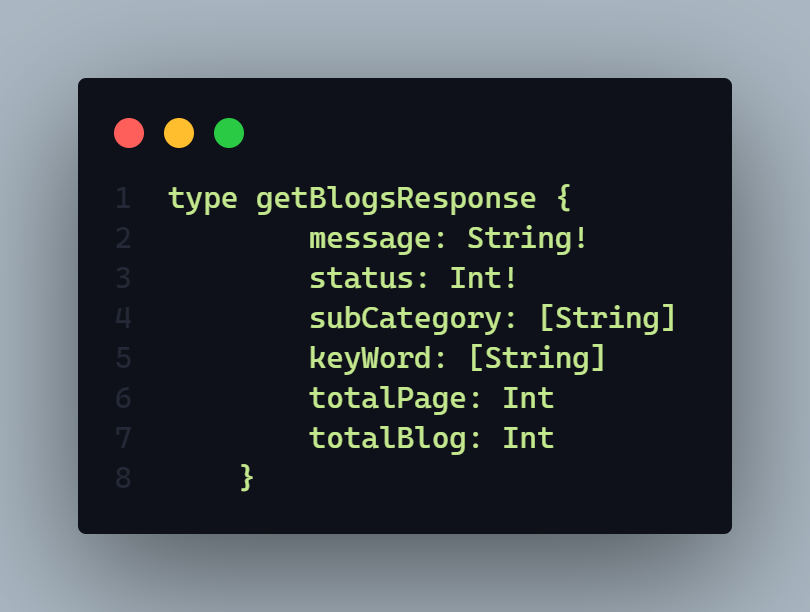 1 type getBlogsResponse {
2 message: String!
3 status: Int!
4 subCategory: [String]
5 keyWord: [String]
6 totalPage: Int
7 totalBlog: Int
8 }